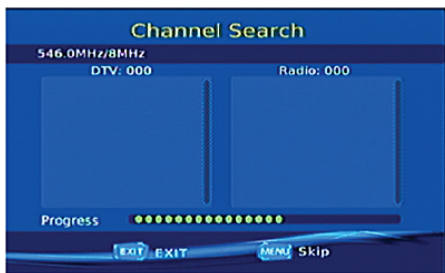 Channel Search
546.0MHz/8MHz
DTV: 000 Radio: 000
Progress
EXIT EXIT MENU Skip